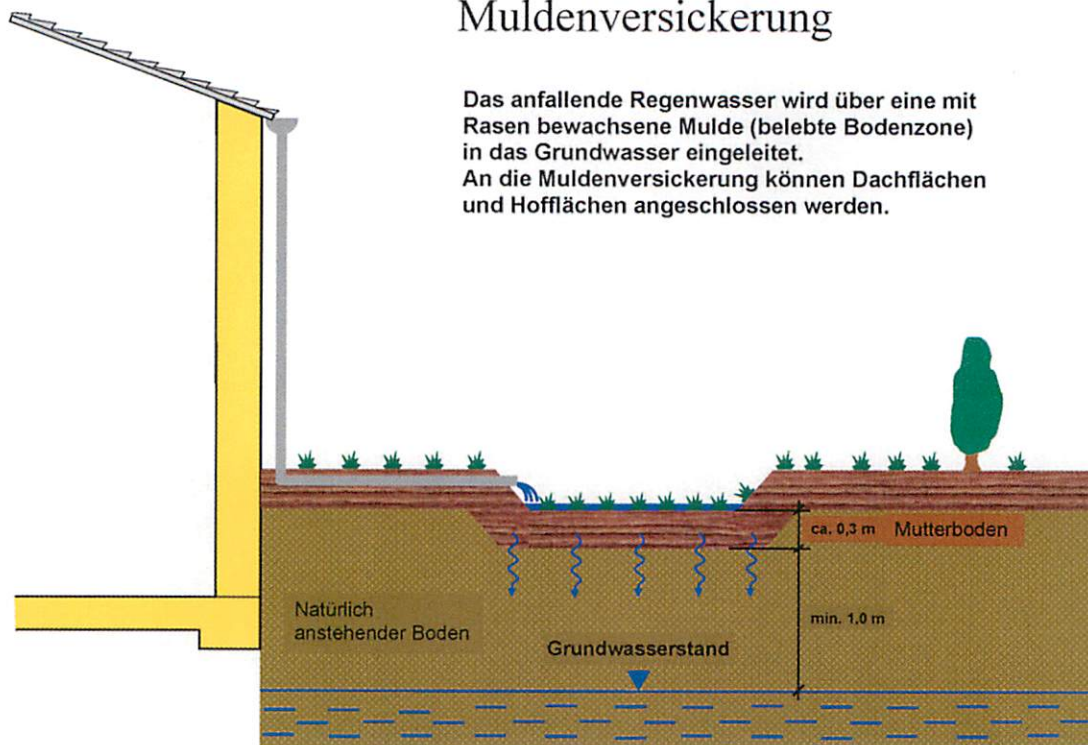 Muldenversickerung
Das anfallende Regenwasser wird über eine mit
Rasen bewachsene Mulde (belebte Bodenzone)
in das Grundwasser eingeleitet.
An die Muldenversickerung können Dachflächen
und Hofflächen angeschlossen werden.
ca. 0,3 m Mutterboden
Natürlich
anstehender Boden
min. 1,0 m
Grundwasserstand